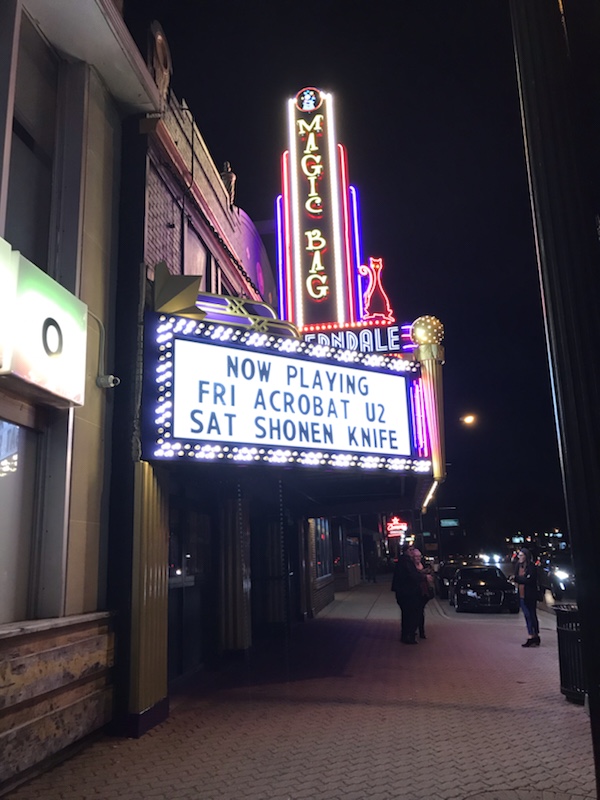 MAGIC BAG
FERNDALE
NOW PLAYING
FRI ACROBAT U2
SAT SHONEN KNIFE
O